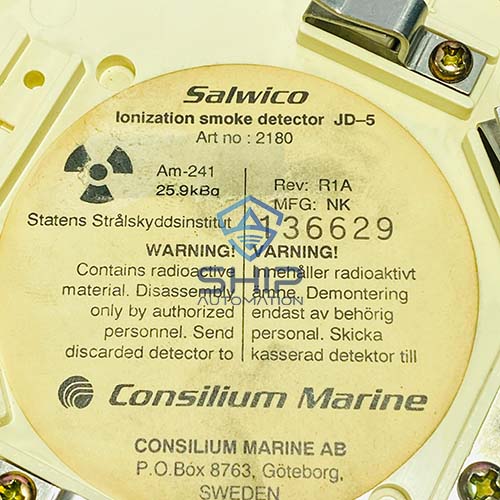 Salwico
Ionization smoke detector JD-5
Art no : 2180
Am-241
25.9kBq
Rev: R1A
MFG: NK
Statens Strålskyddsinstitut
136629
WARNING!
Contains radioactive
material. Disassembly
only by authorized
personnel. Send
discarded detector to
VARNING!
Innehåller radioaktivt
ämne. Demontering
endast av behörig
personal. Skicka
kasserad detektor till
SHIP
AUTOMATION
Consilium Marine
CONSILIUM MARINE AB
P.O.Box 8763, Göteborg,
SWEDEN